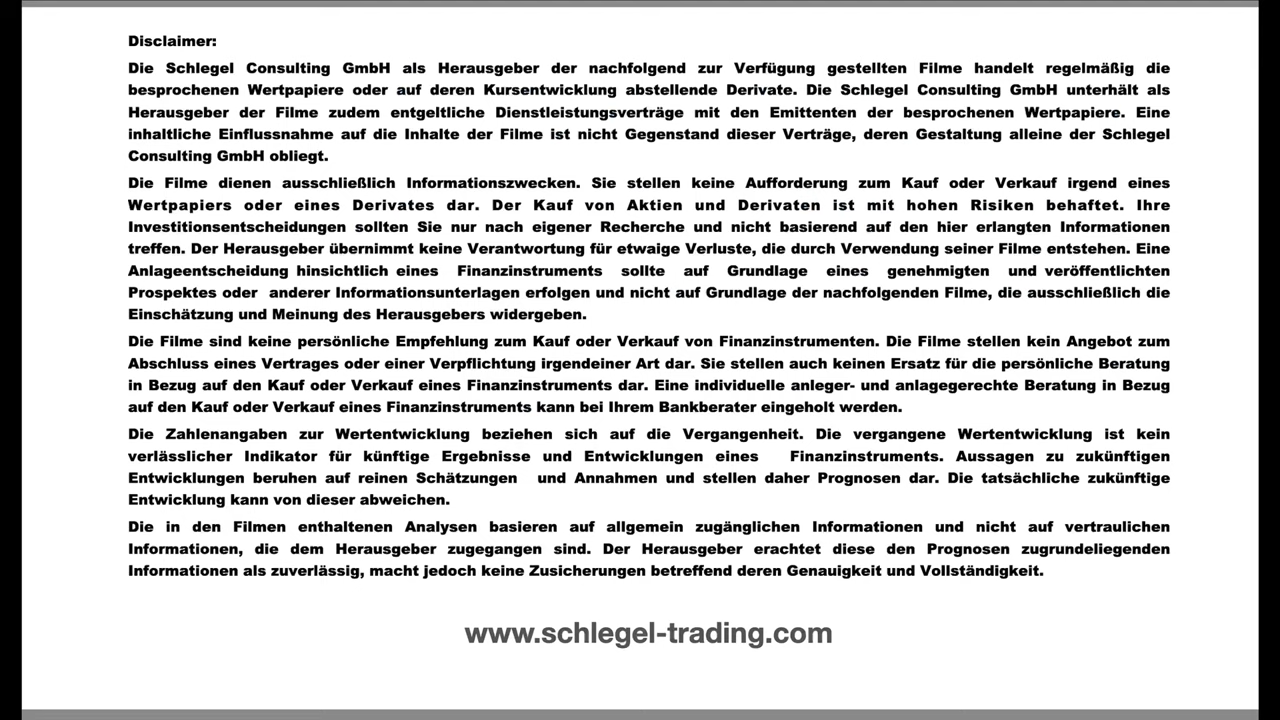 Disclaimer:
Die Schlegel Consulting GmbH als Herausgeber der nachfolgend zur Verfügung gestellten Filme handelt regelmäßig die
besprochenen Wertpapiere oder auf deren Kursentwicklung abstellende Derivate. Die Schlegel Consulting GmbH unterhält als
Herausgeber der Filme zudem entgeltliche Dienstleistungsverträge mit den Emittenten der besprochenen Wertpapiere. Eine
inhaltliche Einflussnahme auf die Inhalte der Filme ist nicht Gegenstand dieser Verträge, deren Gestaltung alleine der Schlegel
Consulting GmbH obliegt.
Die Filme dienen ausschließlich Informationszwecken. Sie stellen keine Aufforderung zum Kauf oder Verkauf irgend eines
Wertpapiers oder eines Derivates dar. Der Kauf von Aktien und Derivaten ist mit hohen Risiken behaftet. Ihre
Investitionsentscheidungen sollten Sie nur nach eigener Recherche und nicht basierend auf den hier erlangten Informationen
treffen. Der Herausgeber übernimmt keine Verantwortung für etwaige Verluste, die durch Verwendung seiner Filme entstehen. Eine
Anlageentscheidung hinsichtlich eines Finanzinstruments sollte auf Grundlage eines genehmigten und veröffentlichten
Prospektes oder anderer Informationsunterlagen erfolgen und nicht auf Grundlage der nachfolgenden Filme, die ausschließlich die
Einschätzung und Meinung des Herausgebers widergeben.
Die Filme sind keine persönliche Empfehlung zum Kauf oder Verkauf von Finanzinstrumenten. Die Filme stellen kein Angebot zum
Abschluss eines Vertrages oder einer Verpflichtung irgendeiner Art dar. Sie stellen auch keinen Ersatz für die persönliche Beratung
in Bezug auf den Kauf oder Verkauf eines Finanzinstruments dar. Eine individuelle anleger- und anlagegerechte Beratung in Bezug
auf den Kauf oder Verkauf eines Finanzinstruments kann bei Ihrem Bankberater eingeholt werden.
Die Zahlenangaben zur Wertentwicklung beziehen sich auf die Vergangenheit. Die vergangene Wertentwicklung ist kein
verlässlicher Indikator für künftige Ergebnisse und Entwicklungen eines Finanzinstruments. Aussagen zu zukünftigen
Entwicklungen beruhen auf reinen Schätzungen und Annahmen und stellen daher Prognosen dar. Die tatsächliche zukünftige
Entwicklung kann von dieser abweichen.
Die in den Filmen enthaltenen Analysen basieren auf allgemein zugänglichen Informationen und nicht auf vertraulichen
Informationen, die dem Herausgeber zugegangen sind. Der Herausgeber erachtet diese den Prognosen zugrundeliegenden
Informationen als zuverlässig, macht jedoch keine Zusicherungen betreffend deren Genauigkeit und Vollständigkeit.
www.schlegel-trading.com